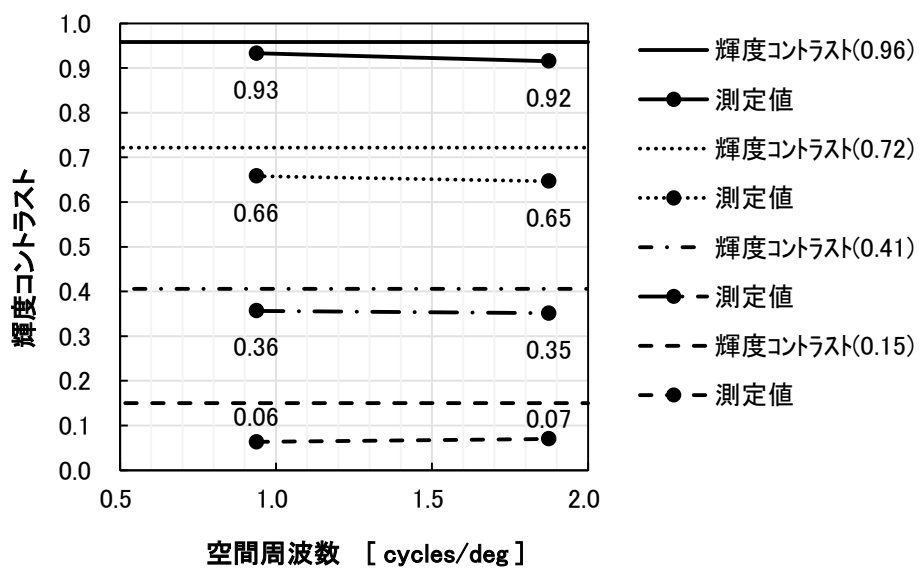 1.0
0.9
0.8
0.7
0.6
0.5
0.4
0.3
0.2
0.1
0.0
輝度コントラスト
0.93
0.92
0.66
0.65
0.36
0.35
0.06
0.07
0.5
1.0
1.5
2.0
空間周波数 [ cycles/deg ]
輝度コントラスト(0.96)
測定値
輝度コントラスト(0.72)
測定値
輝度コントラスト(0.41)
測定値
輝度コントラスト(0.15)
測定値